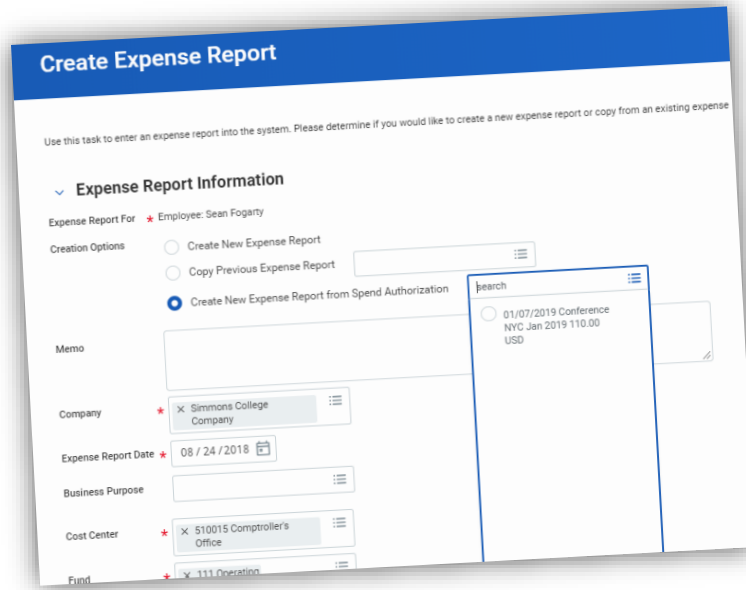 Create Expense Report
Use this task to enter an expense report into the system. Please determine if you would like to create a new expense report or copy from an existing expense
Expense Report Information
Expense Report For * Employee: Sean Fogarty
Creation Options
Create New Expense Report
Copy Previous Expense Report
Create New Expense Report from Spend Authorization
search
01/07/2019 Conference
NYC Jan 2019 110.00
USD
Memo
Company * × Simmons College
Company
Expense Report Date * 08 / 24 / 2018
Business Purpose
Cost Center * × 510015 Comptroller's
Office
Fund * × 111 Operating